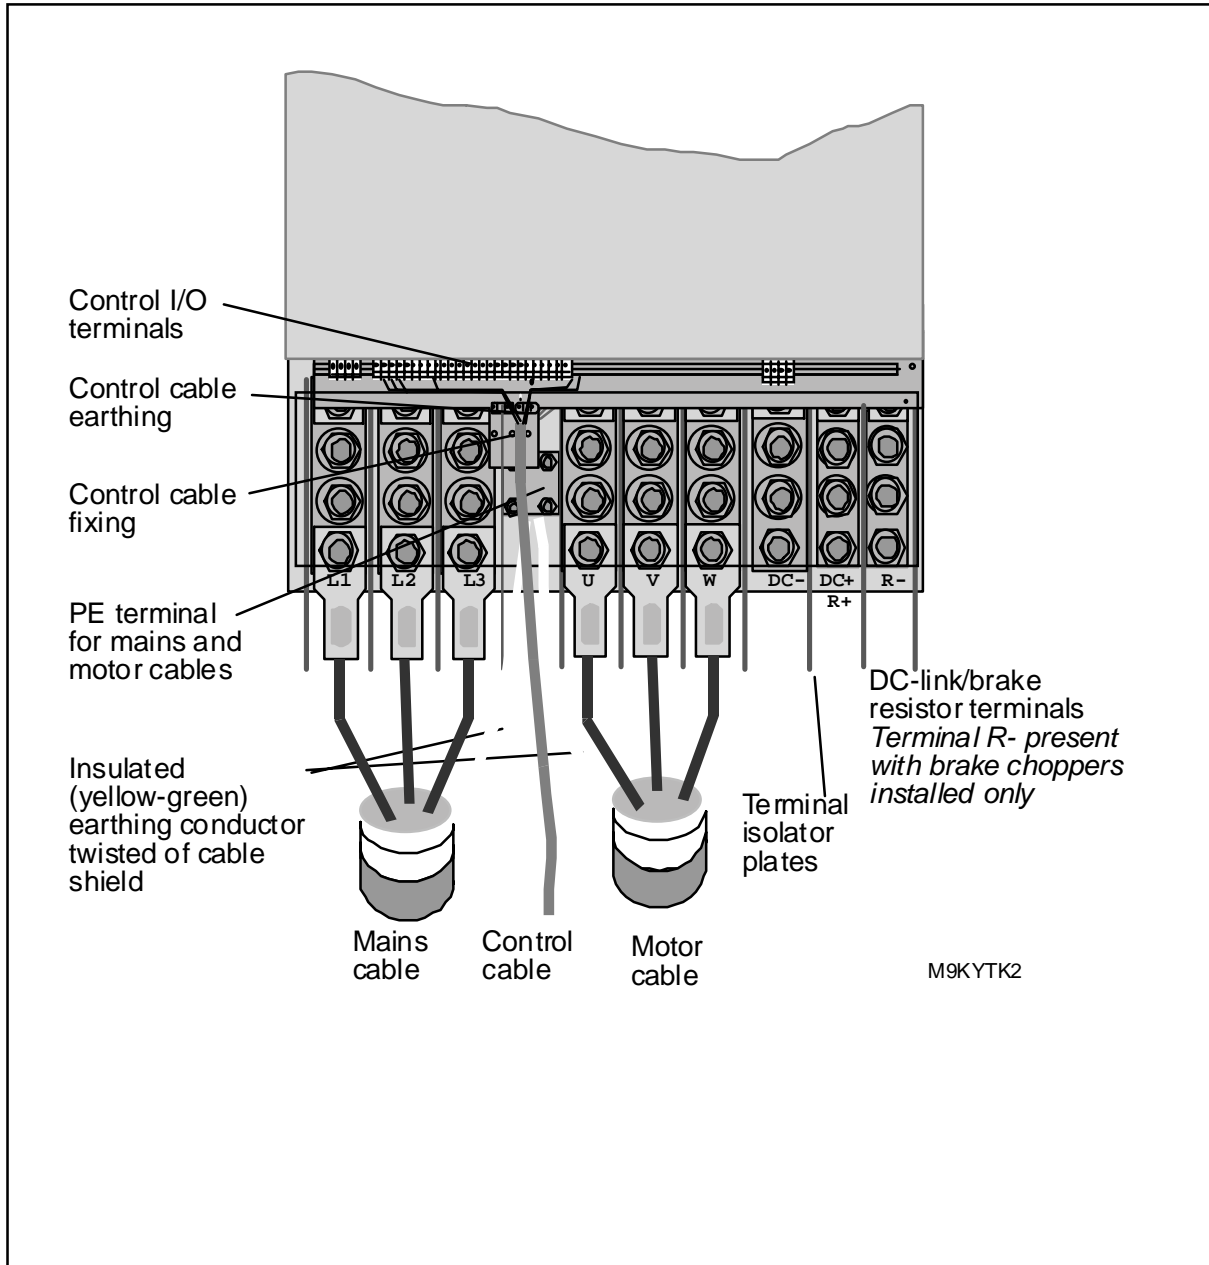 Control I/O
terminals
Control cable
earthing
Control cable
fixing
L1 L2 L3 U V W DC- DC+ R-
R+
PE terminal
for mains and
motor cables
DC-link/brake
resistor terminals
Terminal R- present
with brake choppers
installed only
Insulated
(yellow-green)
earthing conductor
twisted of cable
shield
Terminal
isolator
plates
Mains
cable
Control
cable
Motor
cable
M9KYTK2